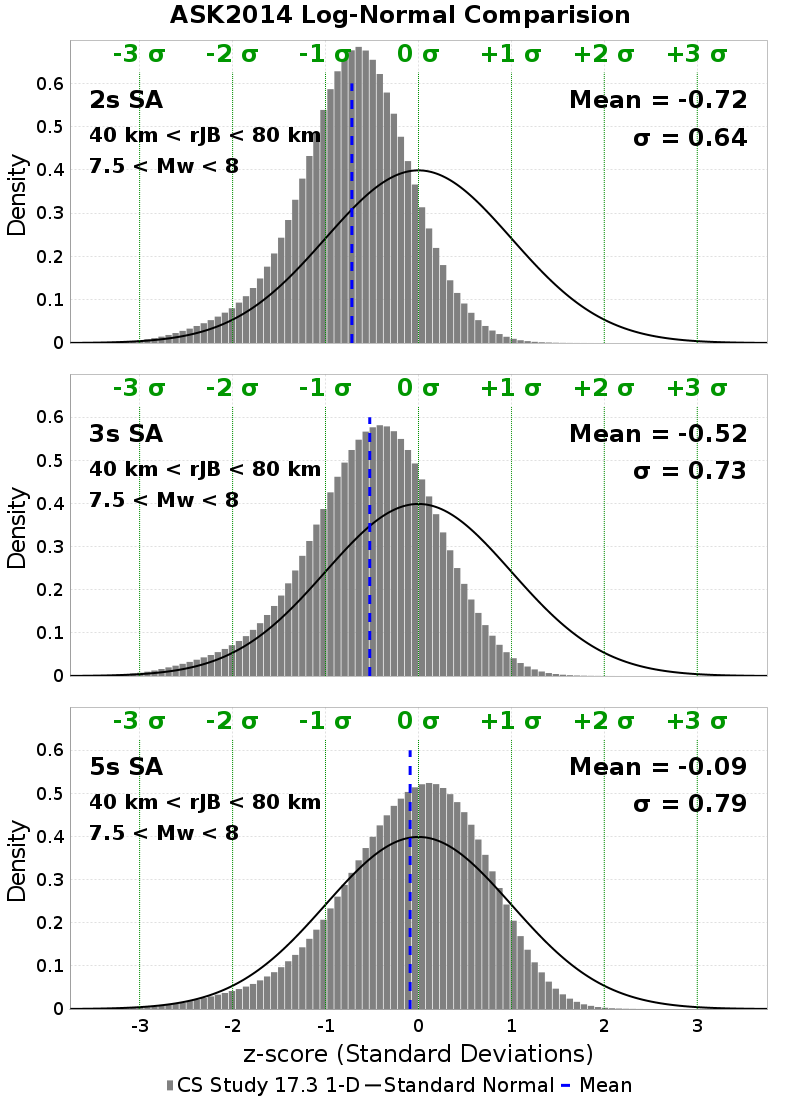 ASK2014 Log-Normal Comparision
-3 σ -2 σ -1 σ 0 σ +1 σ +2 σ +3 σ
2s SA
Mean = -0.72
40 km < rJB < 80 km
σ = 0.64
7.5 < Mw < 8
Density
0.6
0.5
0.4
0.3
0.2
0.1
0
-3 σ -2 σ -1 σ 0 σ +1 σ +2 σ +3 σ
3s SA
Mean = -0.52
40 km < rJB < 80 km
σ = 0.73
7.5 < Mw < 8
Density
0.6
0.5
0.4
0.3
0.2
0.1
0
-3 σ -2 σ -1 σ 0 σ +1 σ +2 σ +3 σ
5s SA
Mean = -0.09
40 km < rJB < 80 km
σ = 0.79
7.5 < Mw < 8
Density
0.6
0.5
0.4
0.3
0.2
0.1
0
-3 -2 -1 0 1 2 3
z-score (Standard Deviations)
CS Study 17.3 1-D Standard Normal Mean